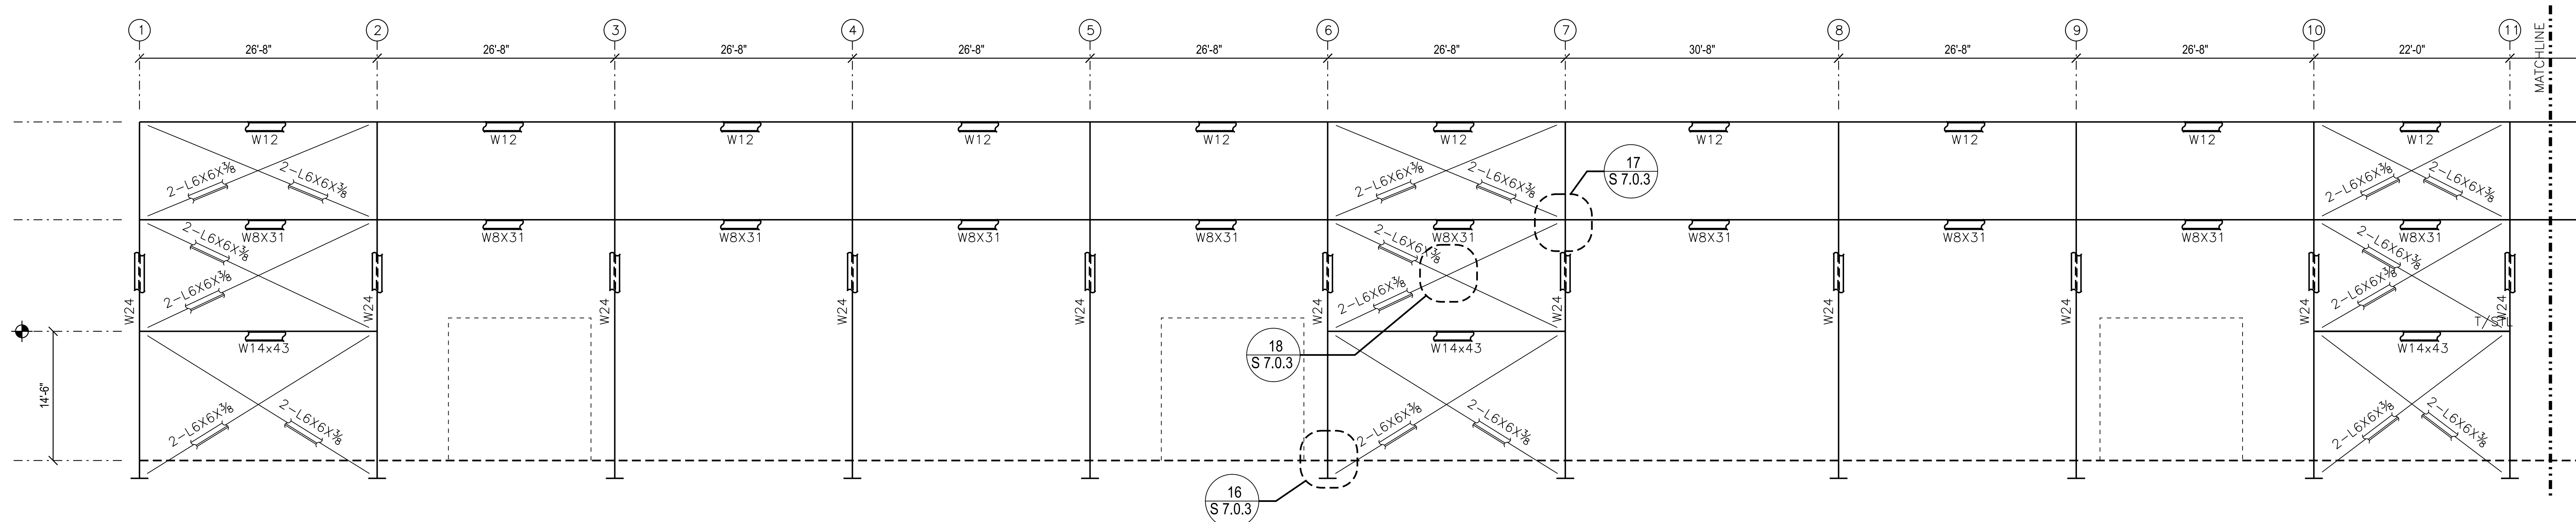 1 2 3 4 5 6 7 8 9 10 11
MATCHLINE
26'-8" 26'-8" 26'-8" 26'-8" 26'-8" 26'-8" 30'-8" 26'-8" 26'-8" 22'-0"
W12 W12 W12 W12 W12 W12 W12 W12 W12 W12
2-L6X6X⅜ 2-L6X6X⅜ 2-L6X6X⅜ 2-L6X6X⅜ 2-L6X6X⅜ 2-L6X6X⅜
17
S 7.0.3
W8X31 W8X31 W8X31 W8X31 W8X31 W8X31 W8X31 W8X31 W8X31 W8X31
2-L6X6X⅜ 2-L6X6X⅜ 2-L6X6X⅜
2-L6X6X⅜ 2-L6X6X⅜ 2-L6X6X⅜
W24 W24 W24 W24 W24 W24 W24 W24 W24 W24 W24
T/STL
W14x43 W14x43 W14x43
18
S 7.0.3
14'-6"
2-L6X6X⅜ 2-L6X6X⅜ 2-L6X6X⅜ 2-L6X6X⅜ 2-L6X6X⅜ 2-L6X6X⅜
16
S 7.0.3